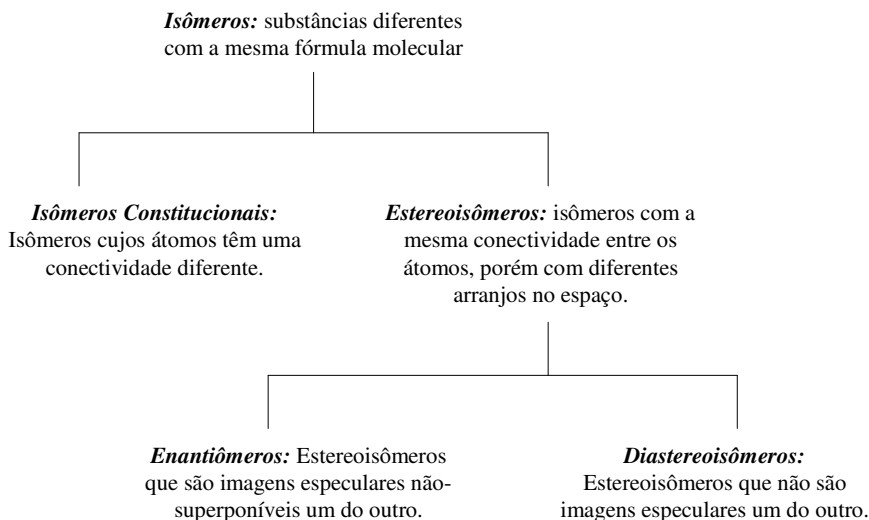 Isômeros: substâncias diferentes
com a mesma fórmula molecular
Isômeros Constitucionais:
Isômeros cujos átomos têm uma
conectividade diferente.
Estereoisômeros: isômeros com a
mesma conectividade entre os
átomos, porém com diferentes
arranjos no espaço.
Enantiômeros: Estereoisômeros
que são imagens especulares não-
superponíveis um do outro.
Diastereoisômeros:
Estereoisômeros que não são
imagens especulares um do outro.